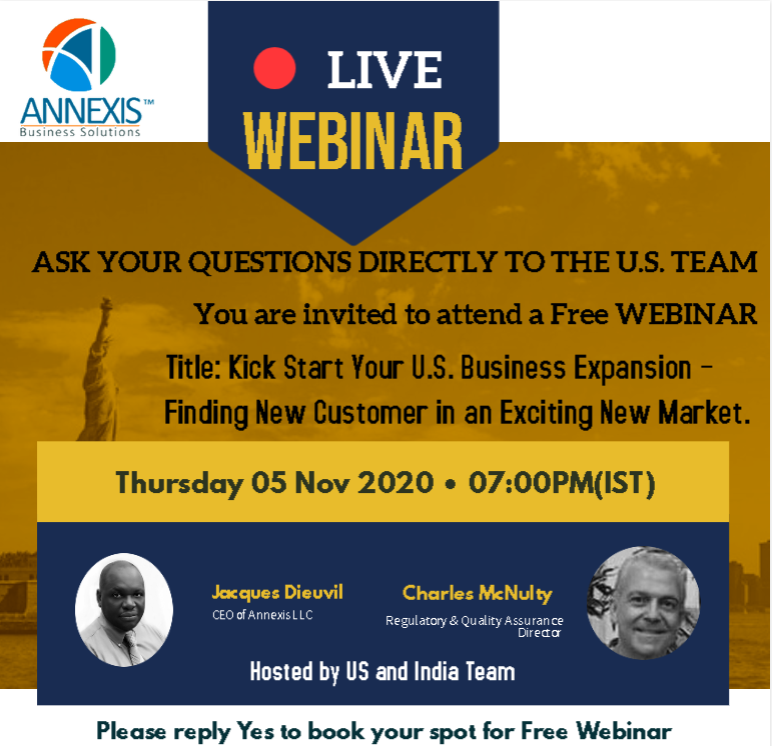 ANNEXIS™
Business Solutions
LIVE
WEBINAR
ASK YOUR QUESTIONS DIRECTLY TO THE U.S. TEAM
You are invited to attend a Free WEBINAR
Title: Kick Start Your U.S. Business Expansion –
Finding New Customer in an Exciting New Market.
Thursday 05 Nov 2020 • 07:00PM(IST)
Jacques Dieuvil
CEO of Annexis LLC
Charles McNulty
Regulatory & Quality Assurance
Director
Hosted by US and India Team
Please reply Yes to book your spot for Free Webinar